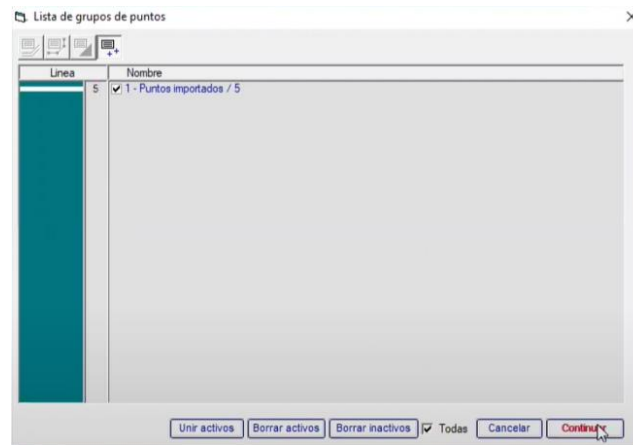 Lista de grupos de puntos
Linea Nombre
5 1 - Puntos importados / 5
Unir activos Borrar activos Borrar inactivos Todas Cancelar Continuar